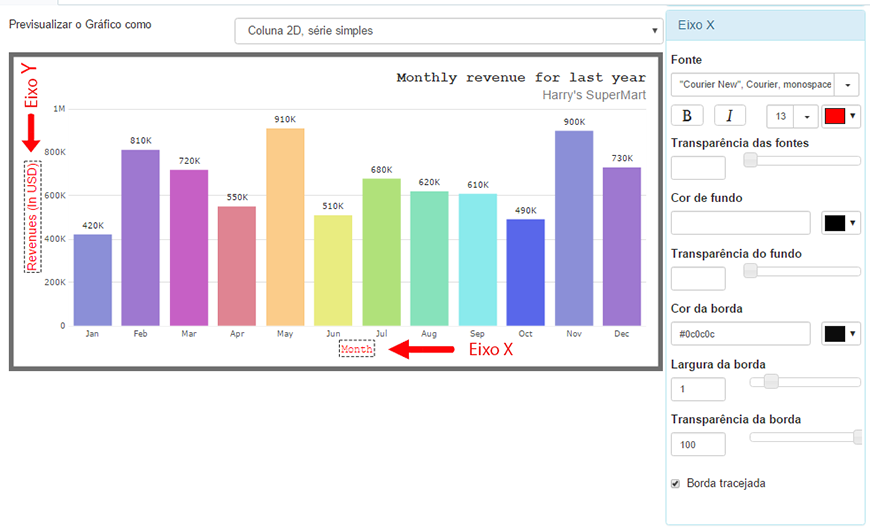 Previsualizar o Gráfico como
Coluna 2D, série simples
Eixo Y
Revenues (In USD)
Monthly revenue for last year
Harry's SuperMart
1M
800K
600K
400K
200K
0
420K
810K
720K
550K
910K
510K
680K
620K
610K
490K
900K
730K
Jan Feb Mar Apr May Jun Jul Aug Sep Oct Nov Dec
Month
Eixo X
Eixo X
Fonte
"Courier New", Courier, monospace
B I 13
Transparência das fontes
Cor de fundo
Transparência do fundo
Cor da borda
#0c0c0c
Largura da borda
1
Transparência da borda
100
Borda tracejada